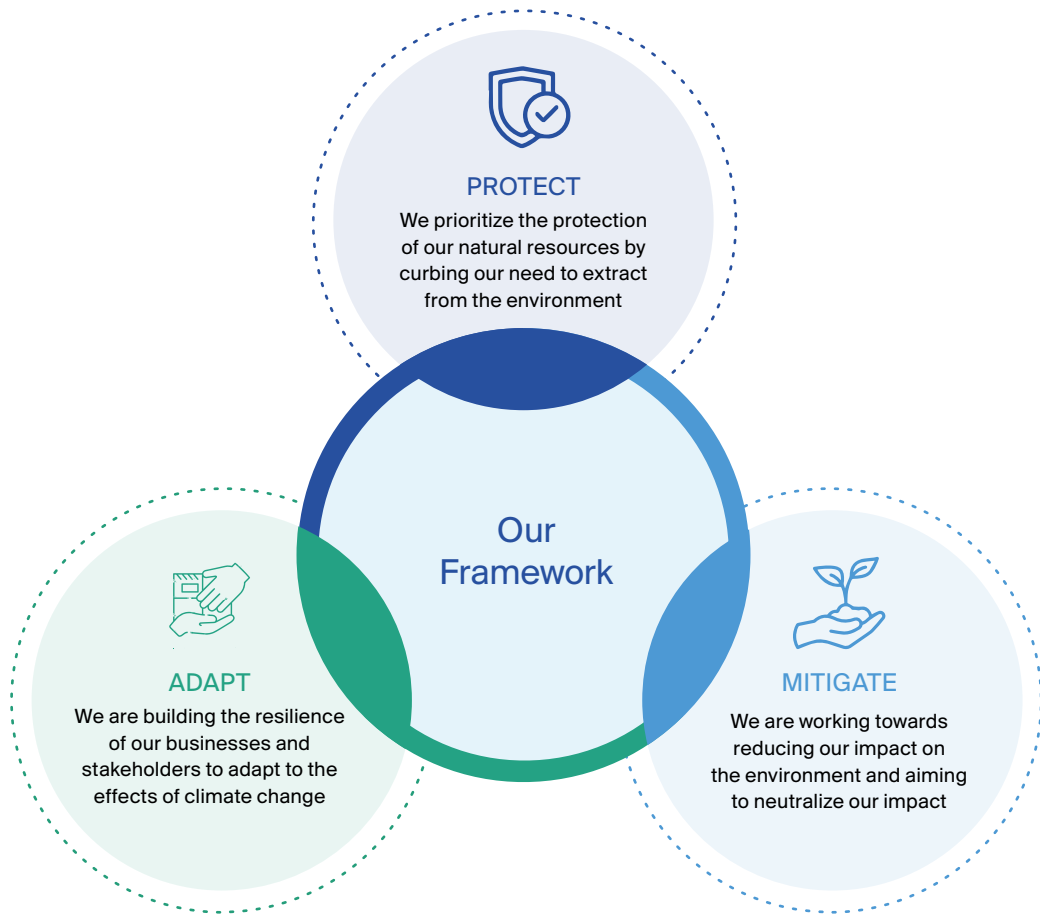 PROTECT
We prioritize the protection
of our natural resources by
curbing our need to extract
from the environment
Our
Framework
ADAPT
We are building the resilience
of our businesses and
stakeholders to adapt to the
effects of climate change
MITIGATE
We are working towards
reducing our impact on
the environment and aiming
to neutralize our impact